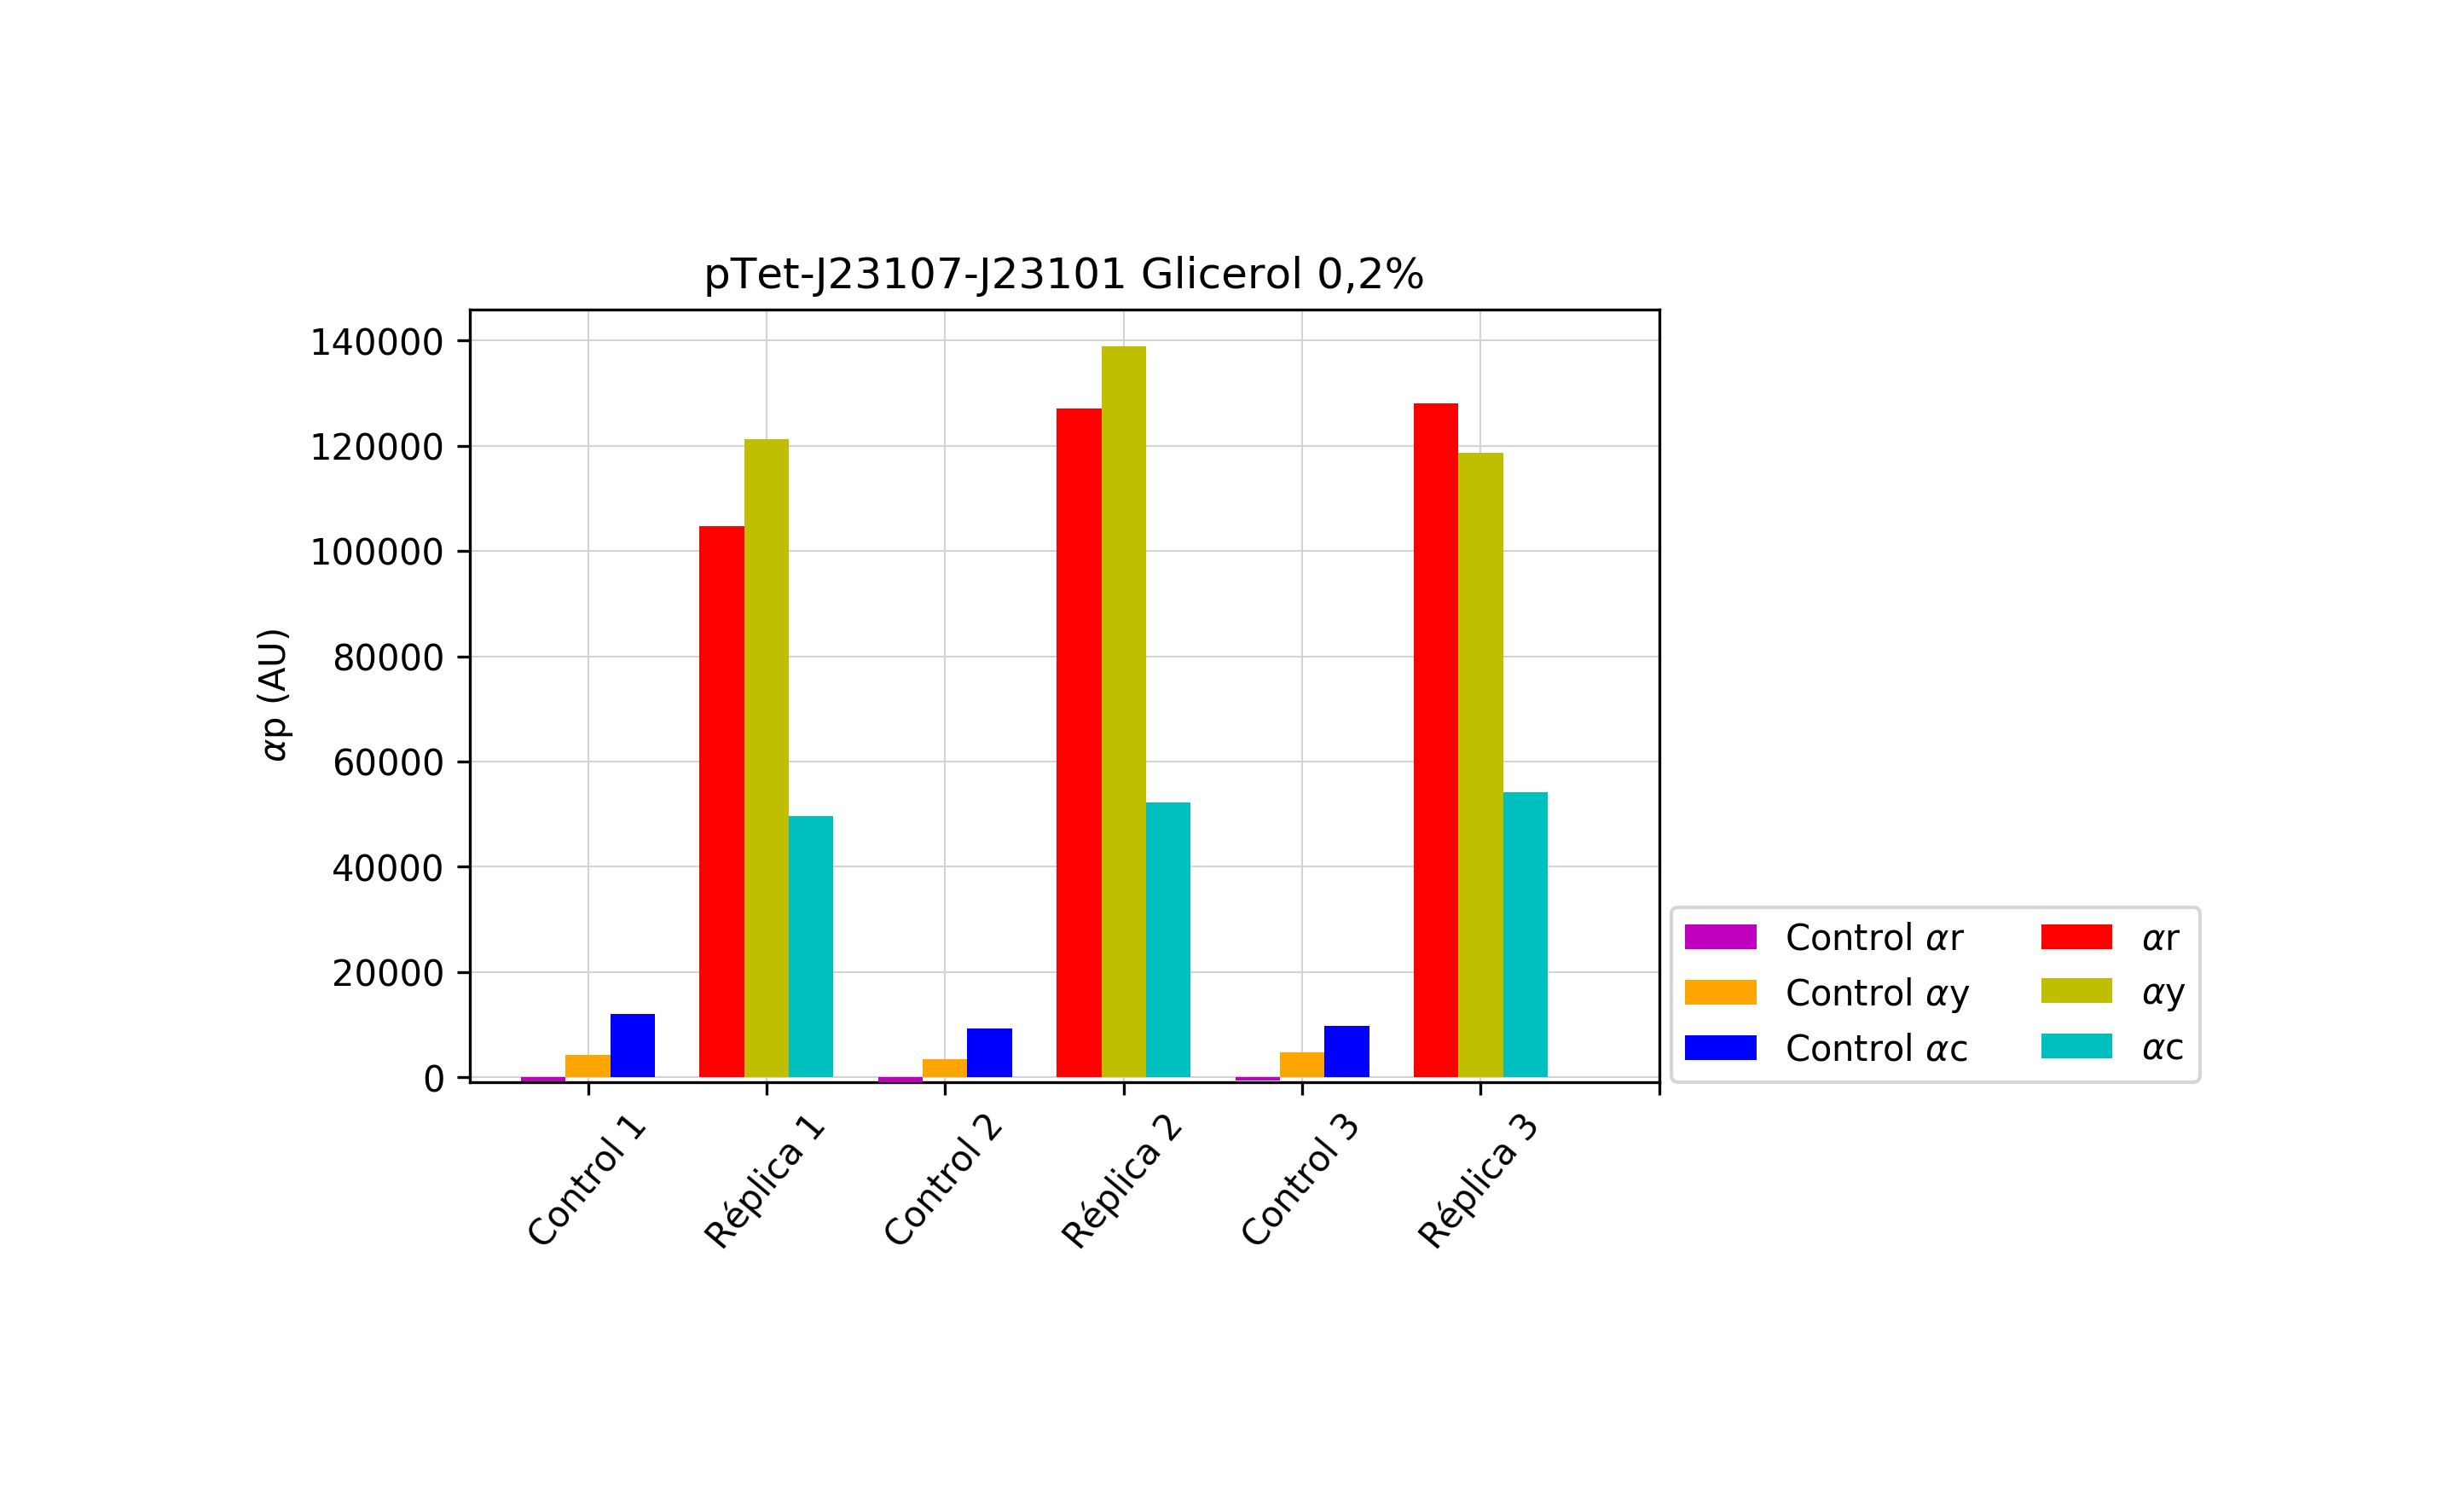 pTet-J23107-J23101 Glicerol 0,2%
140000
120000
100000
80000
60000
40000
20000
0
αp (AU)
Control 1
Réplica 1
Control 2
Réplica 2
Control 3
Réplica 3
Control αr
Control αy
Control αc
αr
αy
αc